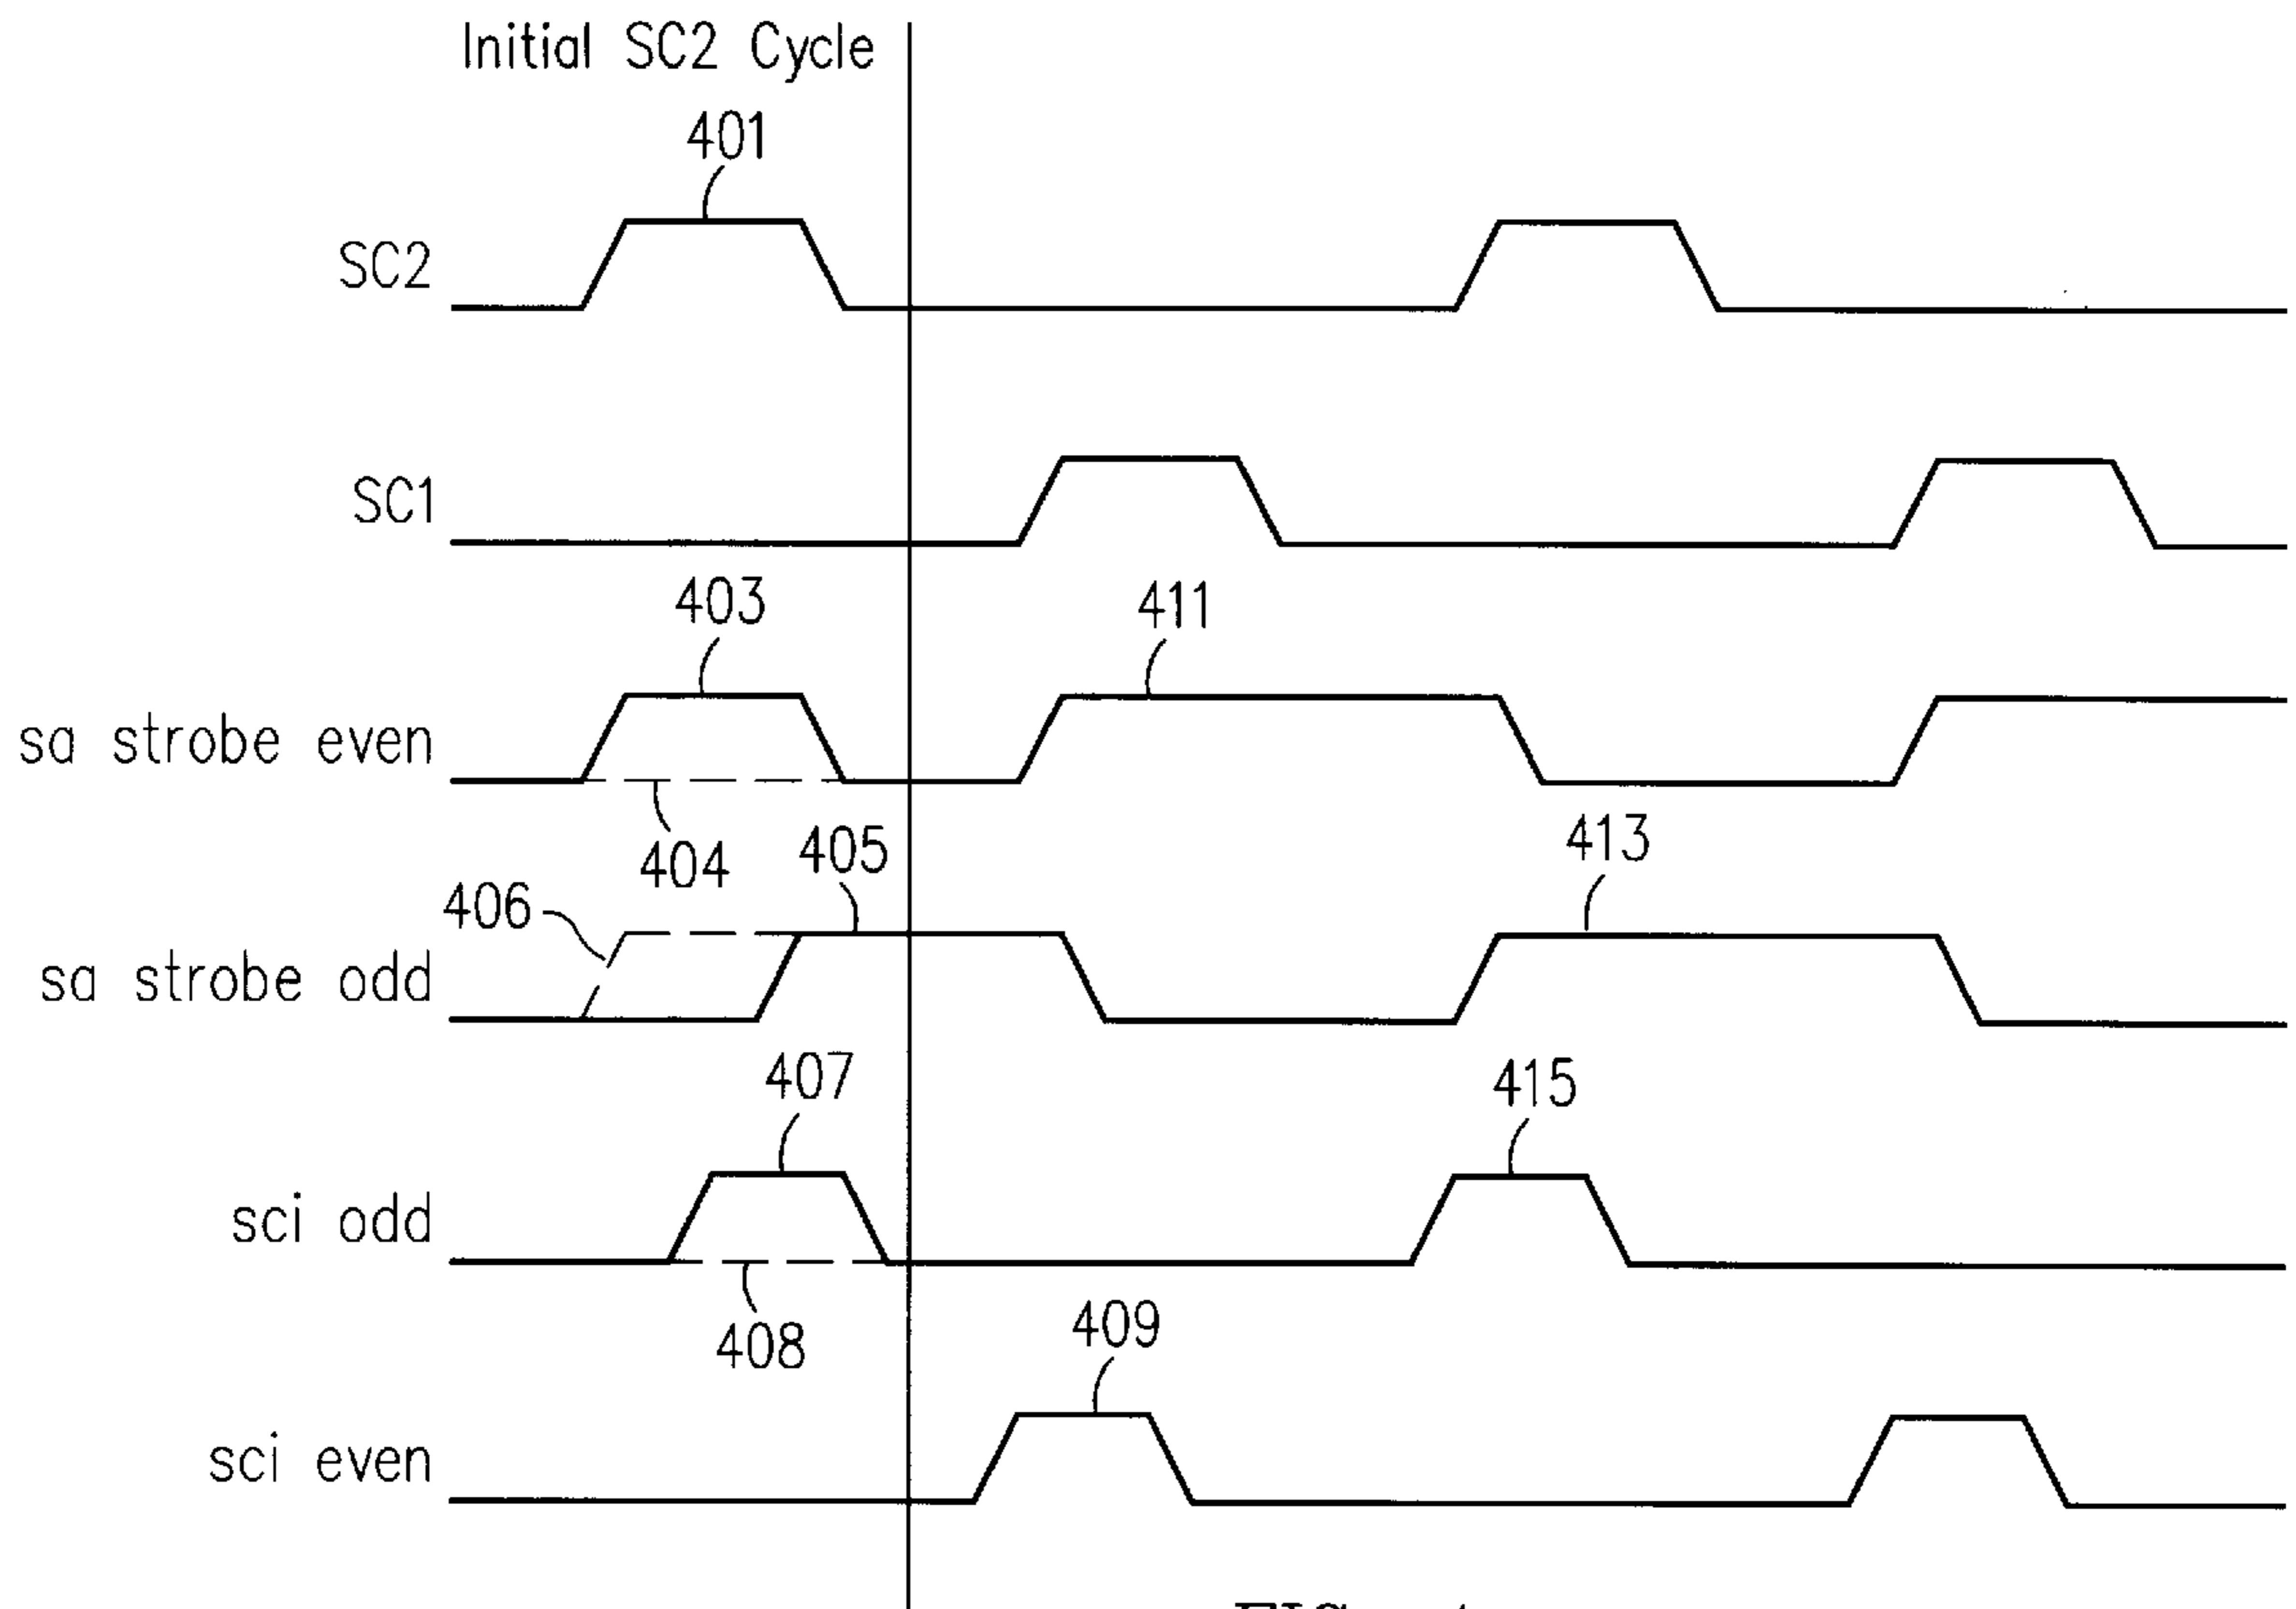 Initial SC2 Cycle
401
SC2
SC1
403
411
sa strobe even
404
405
413
406
sa strobe odd
407
415
sci odd
408
409
sci even